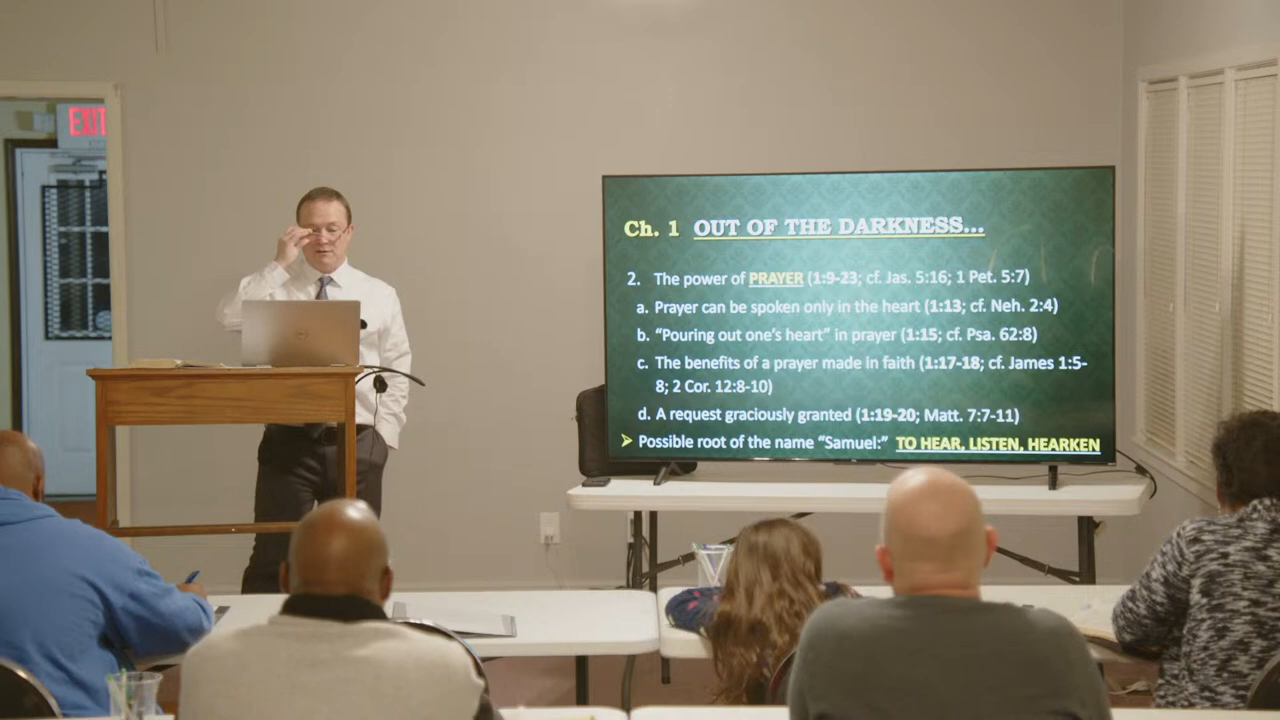 EXIT
Ch. 1 OUT OF THE DARKNESS...
2. The power of PRAYER (1:9-23; cf. Jas. 5:16; 1 Pet. 5:7)
a. Prayer can be spoken only in the heart (1:13; cf. Neh. 2:4)
b. “Pouring out one’s heart” in prayer (1:15; cf. Psa. 62:8)
c. The benefits of a prayer made in faith (1:17-18; cf. James 1:5-
8; 2 Cor. 12:8-10)
d. A request graciously granted (1:19-20; Matt. 7:7-11)
➢ Possible root of the name “Samuel:” TO HEAR, LISTEN, HEARKEN